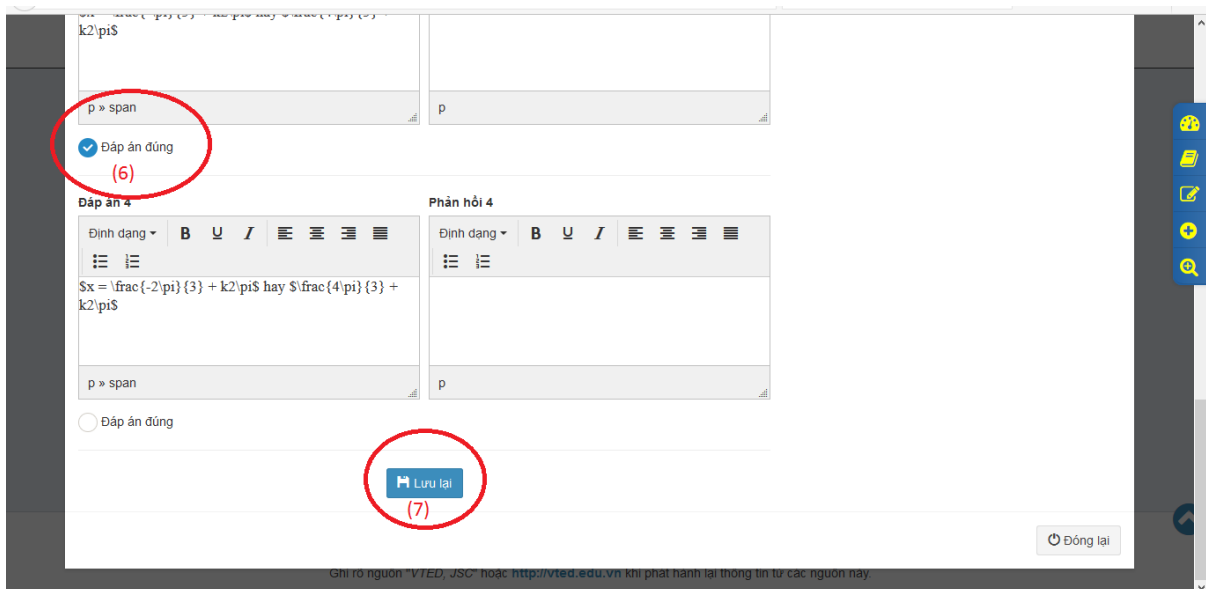 k2\pi$
p » span
p
Đáp án đúng
(6)
Đáp án 4
Phản hồi 4
Định dạng B U I
Định dạng B U I
$x = \frac{-2\pi}{3} + k2\pi$ hay $\frac{4\pi}{3} +
k2\pi$
p » span
p
Đáp án đúng
Lưu lại
(7)
Đóng lại
Ghi rõ nguồn "VTED, JSC" hoặc http://vted.edu.vn khi phát hành lại thông tin từ các nguồn này.